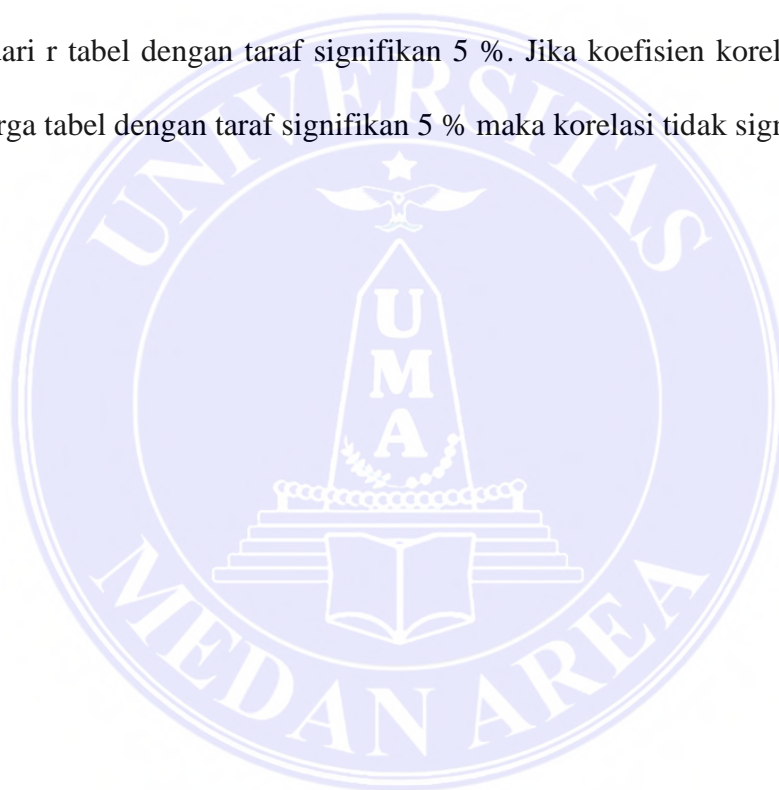 ari r tabel dengan taraf signifikan 5 %. Jika koefisien korel
rga tabel dengan taraf signifikan 5 % maka korelasi tidak sign
UNIVERSITAS
UMA
MEDAN AREA